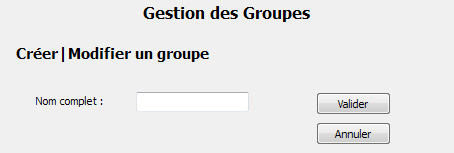 Gestion des Groupes
Créer|Modifier un groupe
Nom complet :
Valider
Annuler